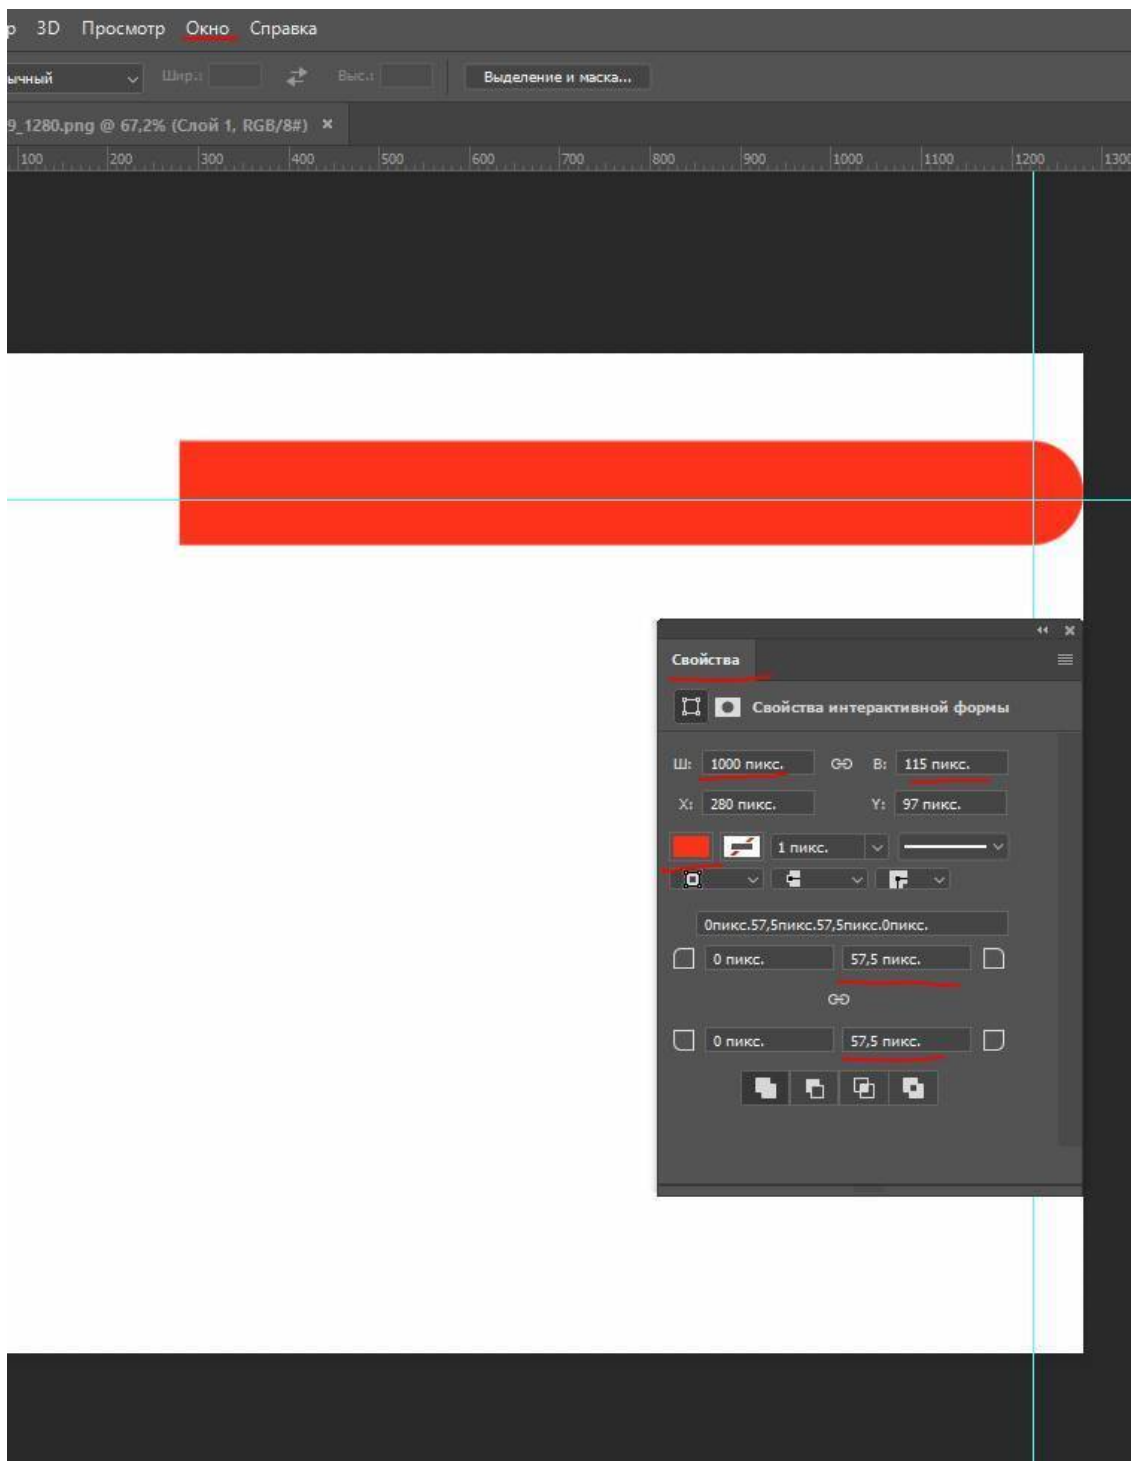 р 3D Просмотр Окно Справка
ычный Шир.: Выс.: Выделение и маска...
9_1280.png @ 67,2% (Слой 1, RGB/8#) ×
100 200 300 400 500 600 700 800 900 1000 1100 1200 1300
Свойства
Свойства интерактивной формы
Ш: 1000 пикс. В: 115 пикс.
X: 280 пикс. Y: 97 пикс.
1 пикс.
0пикс.57,5пикс.57,5пикс.0пикс.
0 пикс. 57,5 пикс.
0 пикс. 57,5 пикс.